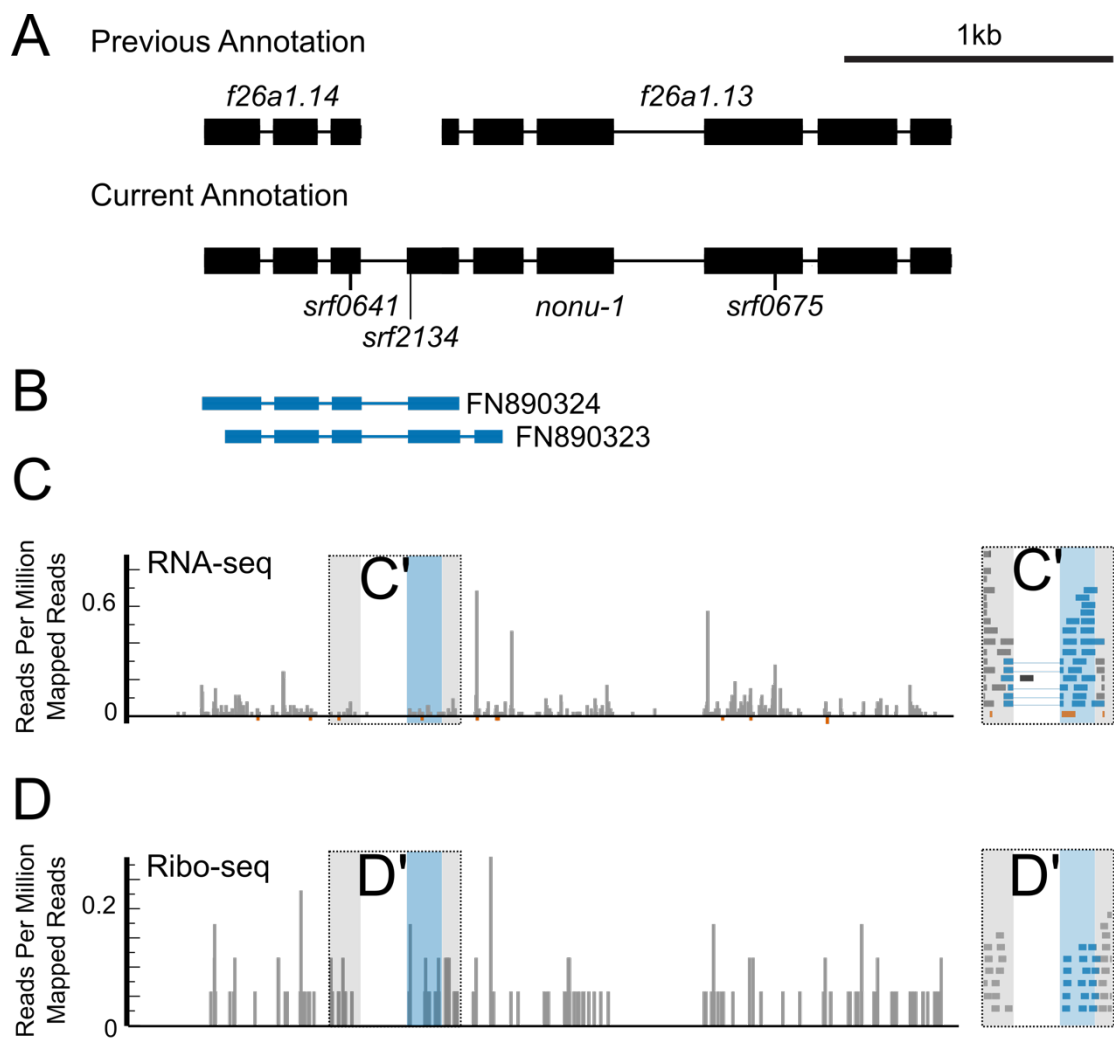 A
Previous Annotation
1kb
f26a1.14
f26a1.13
Current Annotation
srf0641
srf2134
nonu-1
srf0675
B
FN890324
FN890323
C
Reads Per Million
Mapped Reads
RNA-seq
0.6
0
C'
C'
D
Reads Per Million
Mapped Reads
Ribo-seq
0.2
0
D'
D'